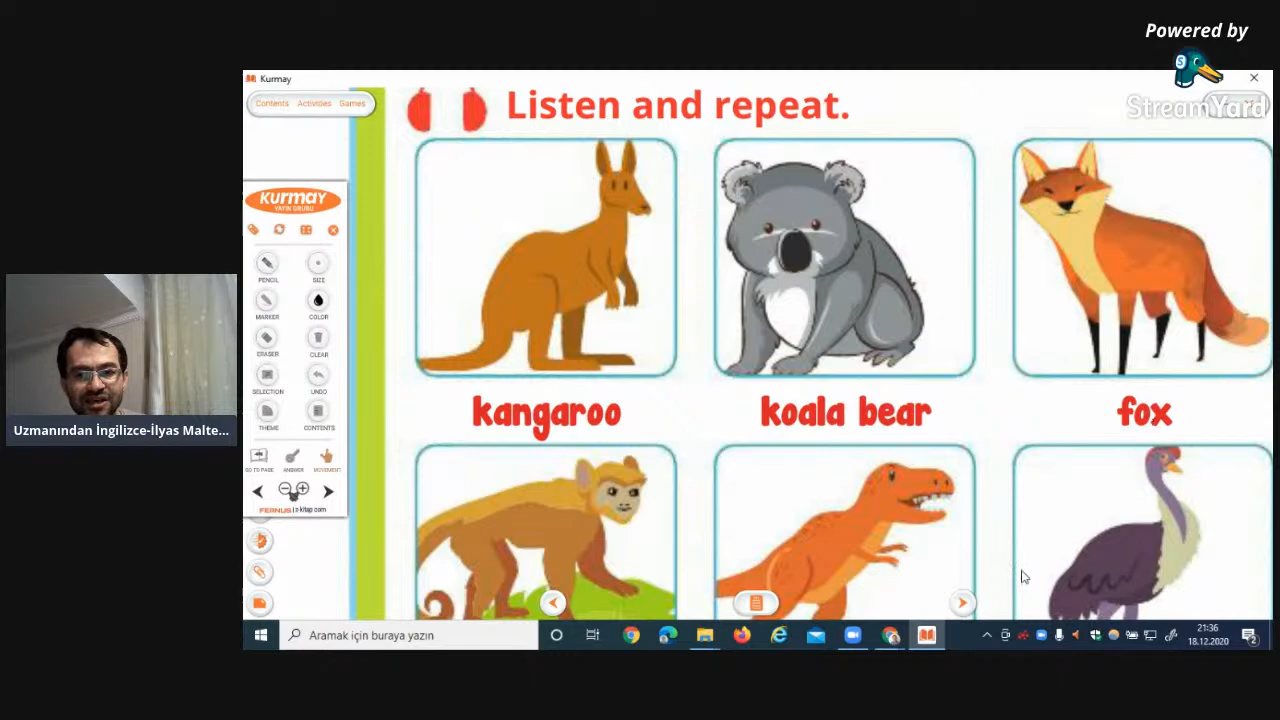 Powered by
StreamYard
Kurmay
Contents Activities Games
Listen and repeat.
KURMAY
YAYIN GRUBU
PENCIL SIZE
MARKER COLOR
ERASER CLEAR
SELECTION UNDO
THEME CONTENTS
GO TO PAGE ANSWER MOVEMENT
FERNUS | z-kitap.com
kangaroo koala bear fox
Uzmanından İngilizce-İlyas Malte...
Aramak için buraya yazın
21:36
18.12.2020
2